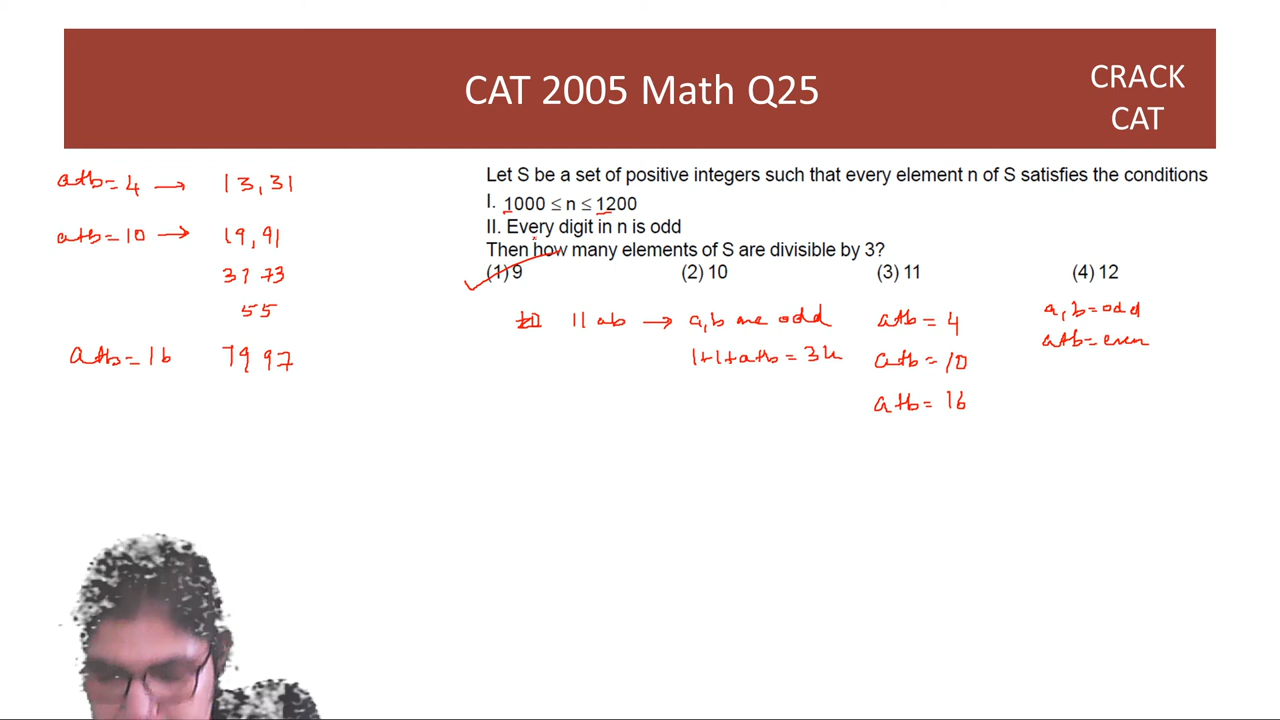 CAT 2005 Math Q25
CRACK
CAT
Let S be a set of positive integers such that every element n of S satisfies the conditions
I. 1000 ≤ n ≤ 1200
II. Every digit in n is odd
Then how many elements of S are divisible by 3?
(1) 9 (2) 10 (3) 11 (4) 12
a+b=4 → 13, 31
a+b=10 → 19, 91
37 73
55
a+b=16 79 97
11ab → a,b are odd
1+1+a+b=3k
a+b=4
a+b=10
a+b=16
a,b=odd
a+b=even